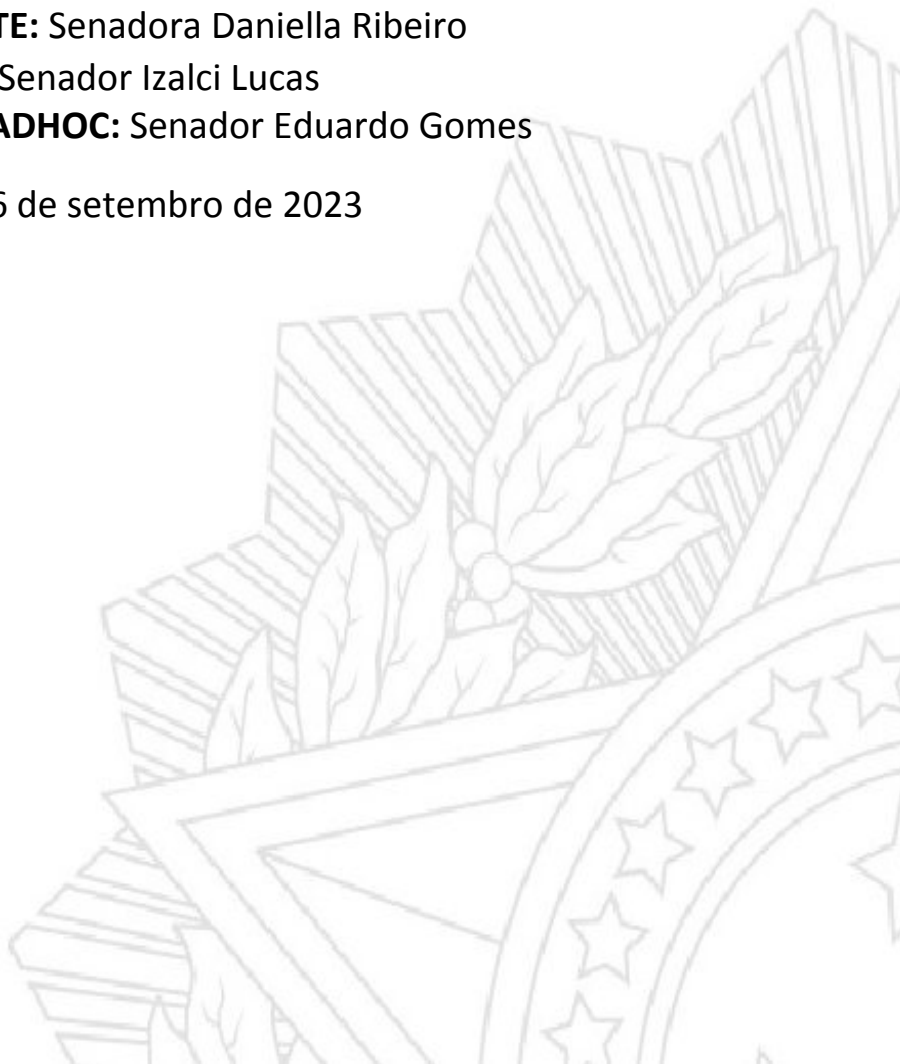 TE: Senadora Daniella Ribeiro
Senador Izalci Lucas
ADHOC: Senador Eduardo Gomes
6 de setembro de 2023